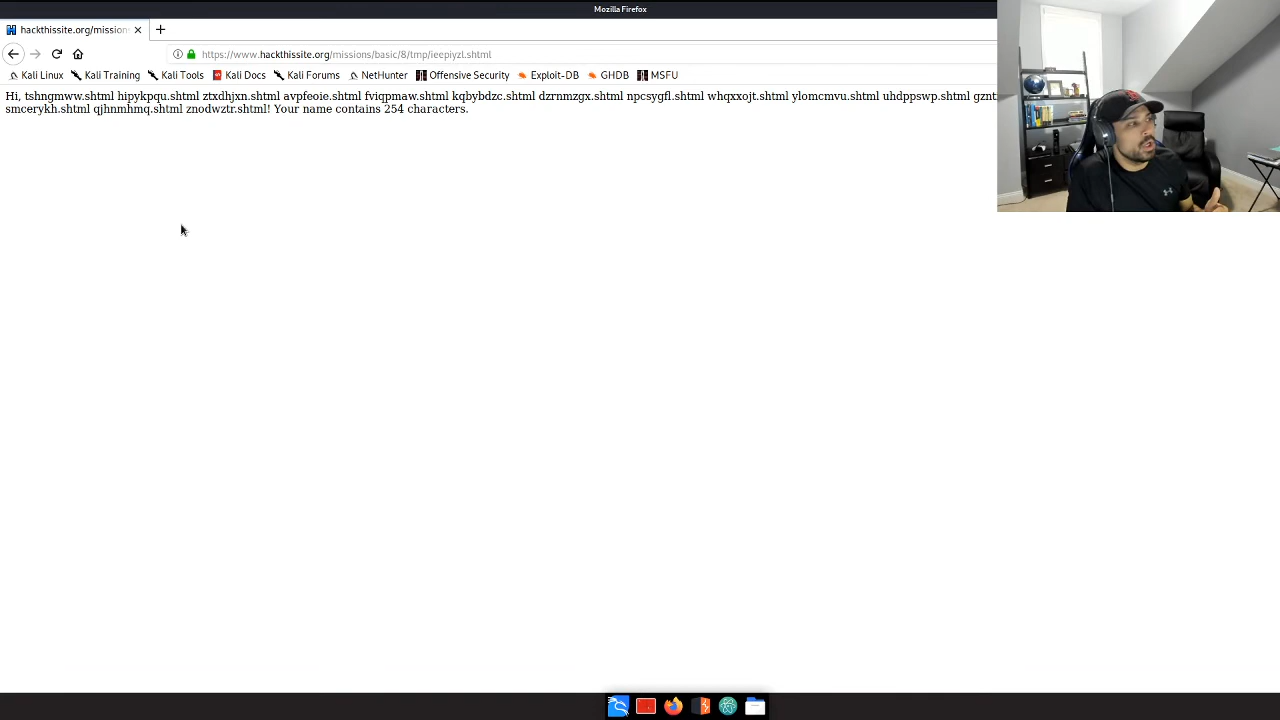 Mozilla Firefox
hackthissite.org/missions
https://www.hackthissite.org/missions/basic/8/tmp/ieepiyzl.shtml
Kali Linux Kali Training Kali Tools Kali Docs Kali Forums NetHunter Offensive Security Exploit-DB GHDB MSFU
Hi, tshngmww.shtml hipykpqu.shtml ztxdhjxn.shtml avpfeoie.shtml fviqpmaw.shtml kqbybdzc.shtml dzrnmzgx.shtml npcsygfl.shtml whqxxojt.shtml ylomcmvu.shtml uhdppswp.shtml
smcerykh.shtml qjhnmhmq.shtml znodwztr.shtml! Your name contains 254 characters.